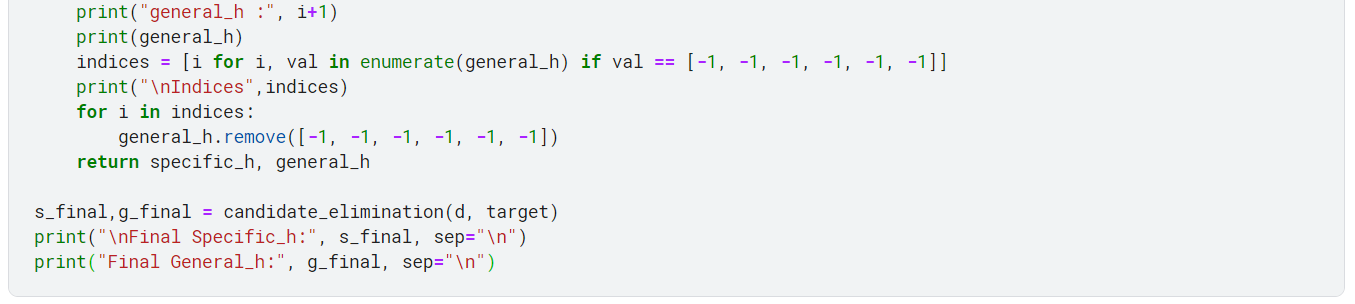 print("general_h :", i+1)
    print(general_h)
    indices = [i for i, val in enumerate(general_h) if val == [-1, -1, -1, -1, -1, -1]]
    print("\nIndices",indices)
    for i in indices:
        general_h.remove([-1, -1, -1, -1, -1, -1])
    return specific_h, general_h

s_final,g_final = candidate_elimination(d, target)
print("\nFinal Specific_h:", s_final, sep="\n")
print("Final General_h:", g_final, sep="\n")